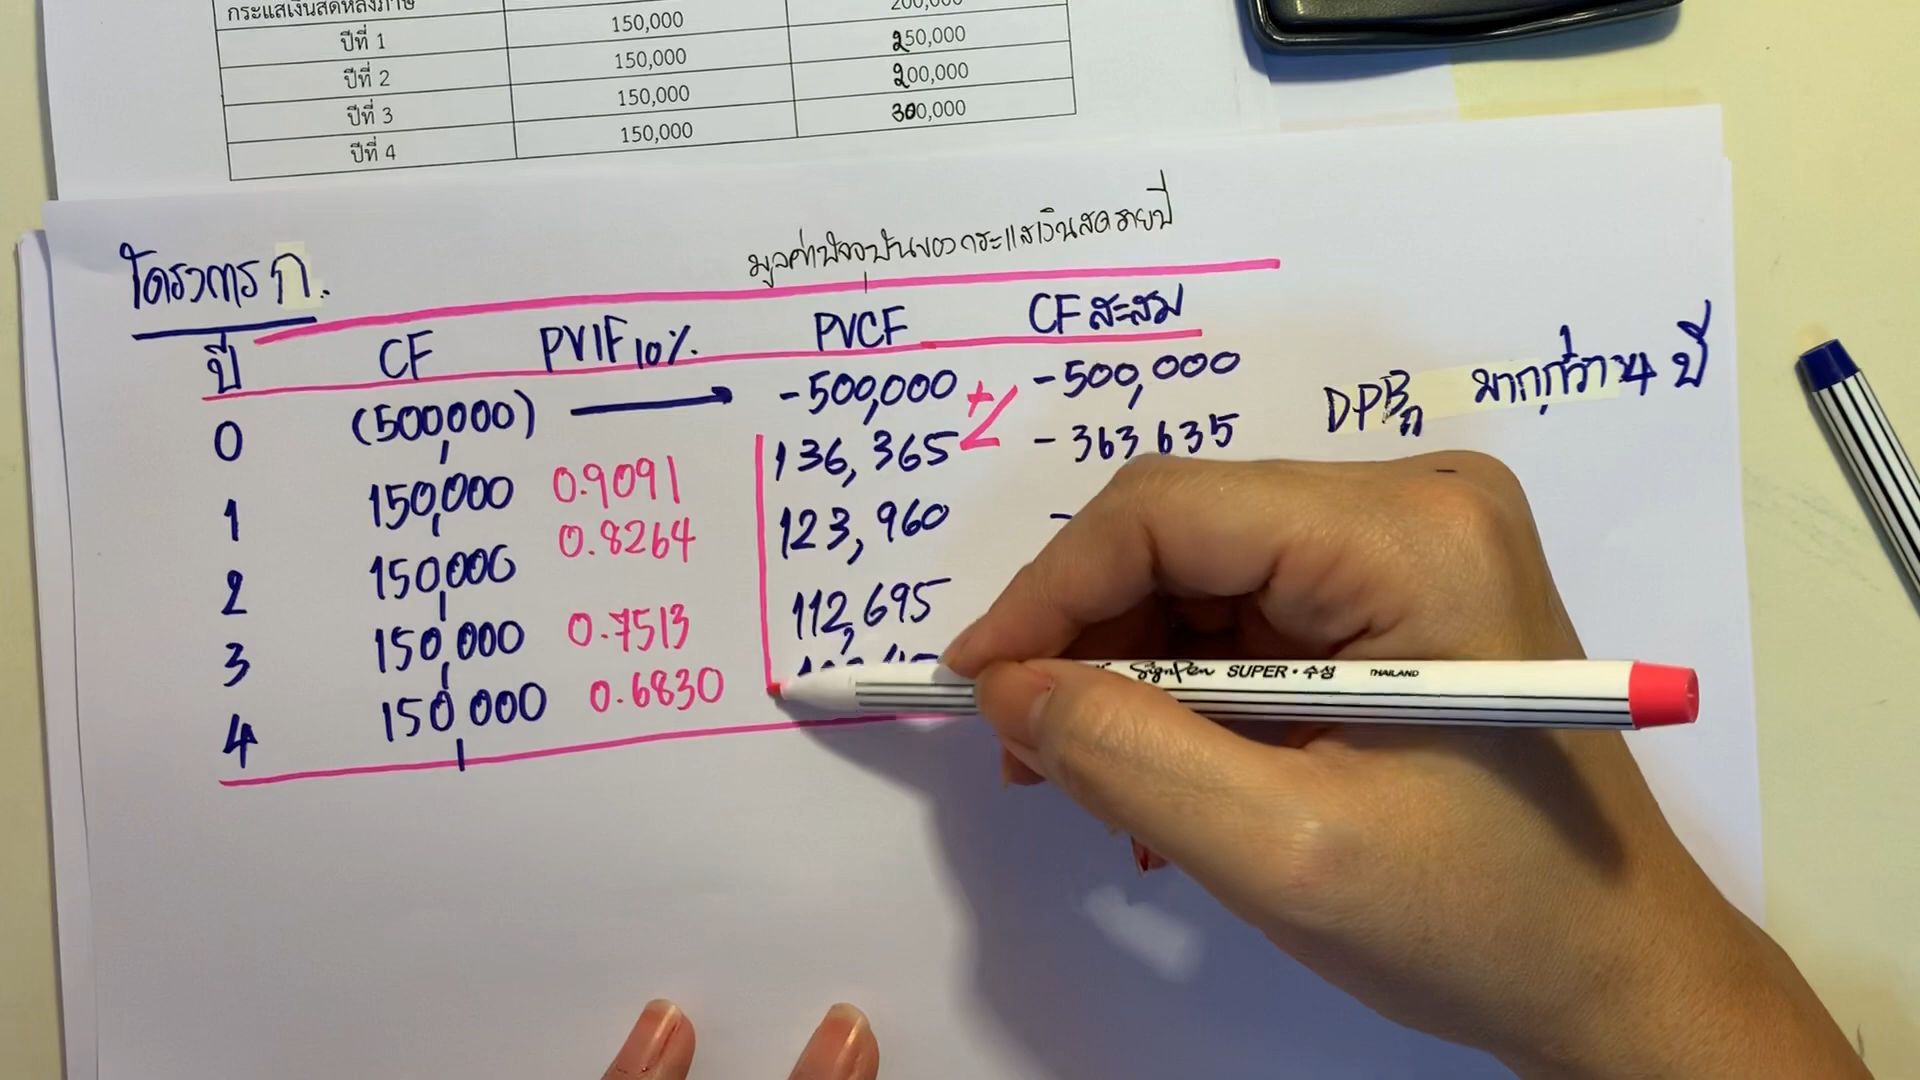 กระแสเงินสดหลังภาษี 150,000 200,000
ปีที่ 1 150,000 250,000
ปีที่ 2 150,000 200,000
ปีที่ 3 150,000 300,000
ปีที่ 4
มูลค่าปัจจุบันของกระแสเงินสดรายปี
โครงการ ก.
ปี CF PVIF10% PVCF CFสะสม
0 (500,000) -500,000 + -500,000
1 150,000 0.9091 136,365 -363,635
2 150,000 0.8264 123,960 -
3 150,000 0.7513 112,695
4 150,000 0.6830
DPBก มากกว่า 4 ปี
SignPen SUPER • 수성 THAILAND